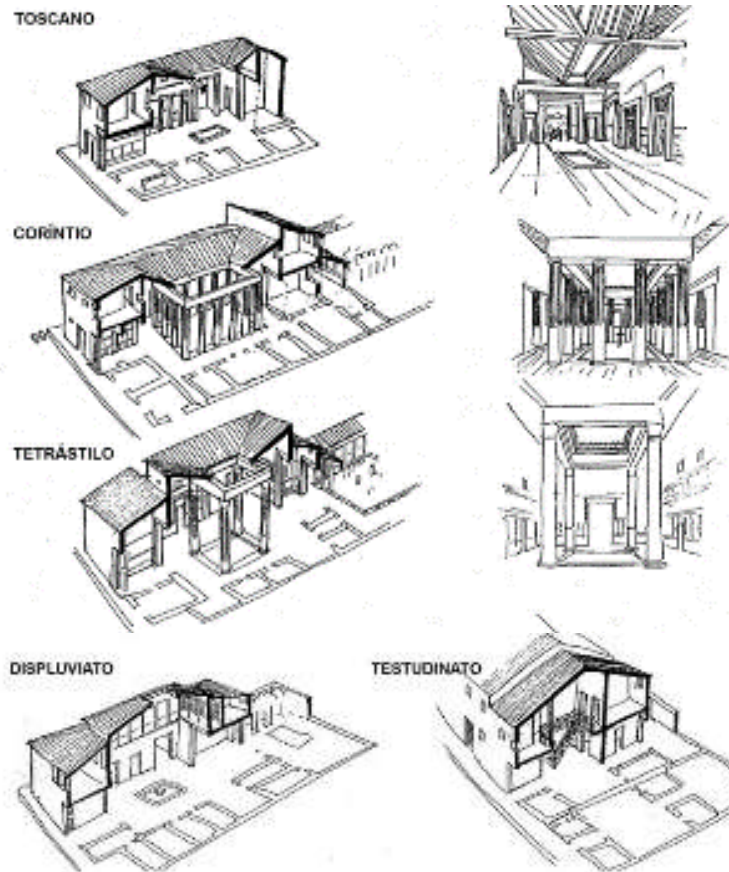 TOSCANO
CORÍNTIO
TETRÁSTILO
DISPLUVIATO
TESTUDINATO